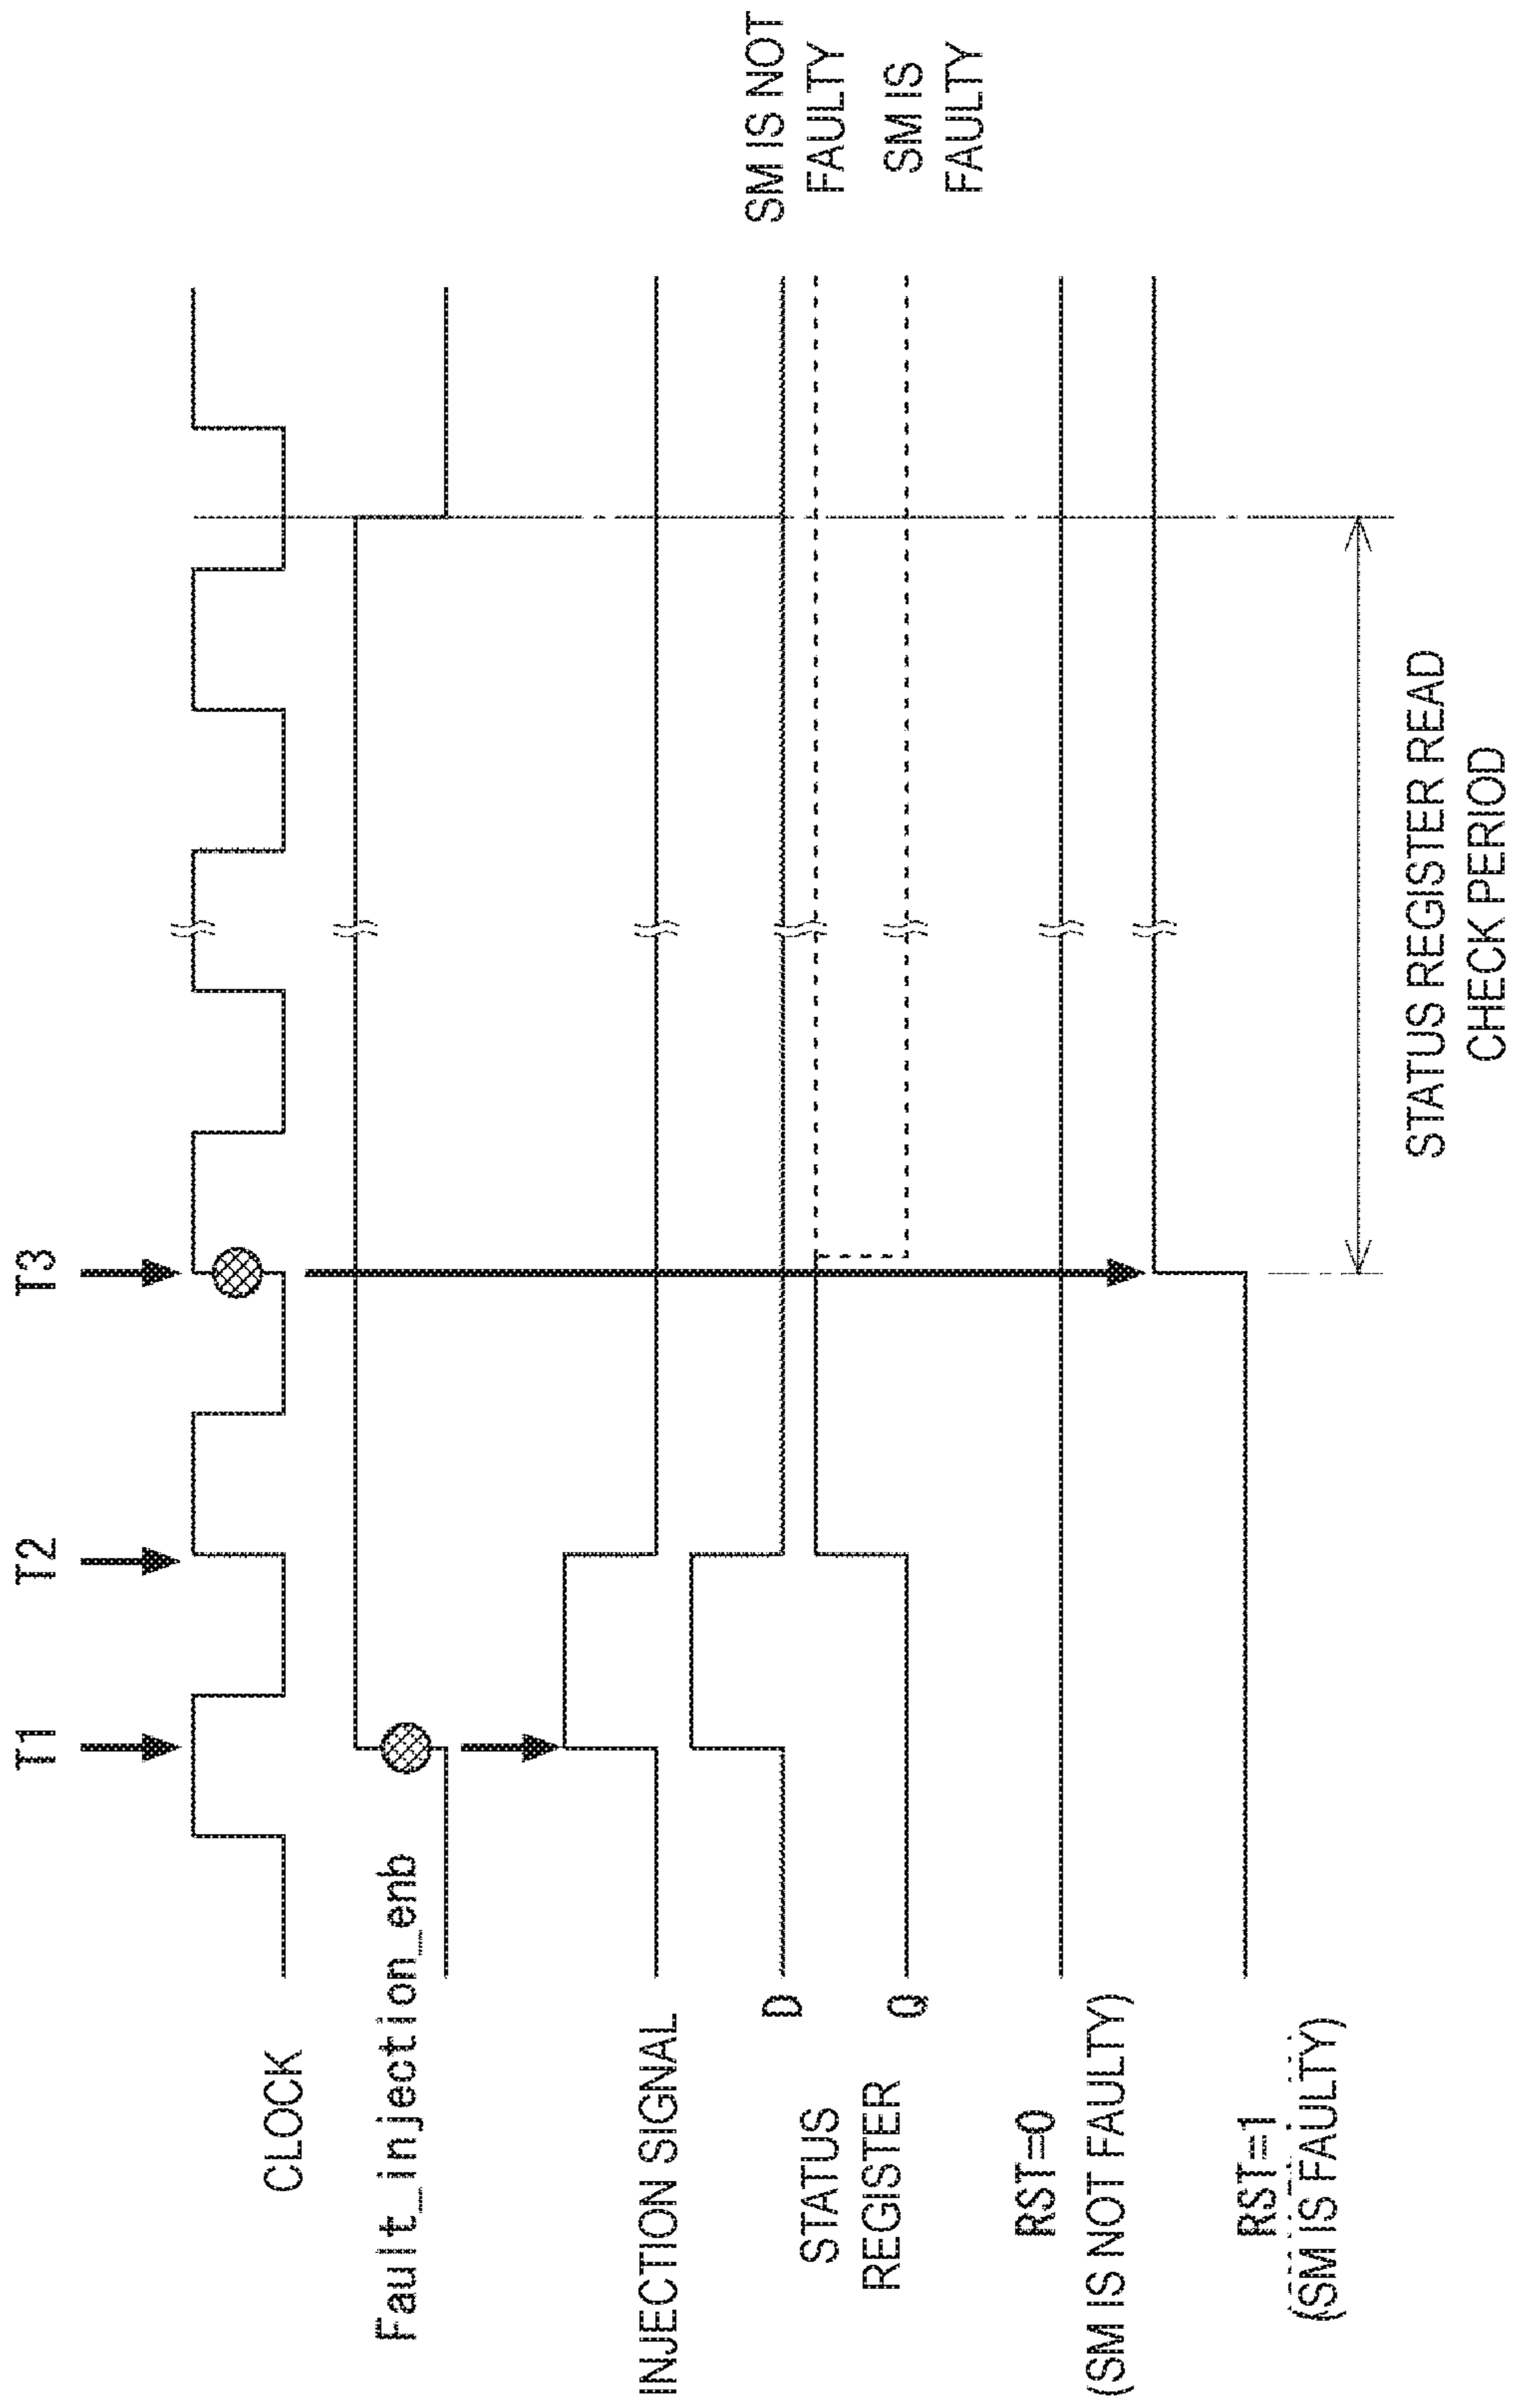 T1
T2
T3
CLOCK
Fault_injection_enb
INJECTION SIGNAL
STATUS
REGISTER
D
Q
SM IS NOT
FAULTY
SM IS
FAULTY
RST=0
(SM IS NOT FAULTY)
RST=1
(SM IS FAULTY)
STATUS REGISTER READ
CHECK PERIOD